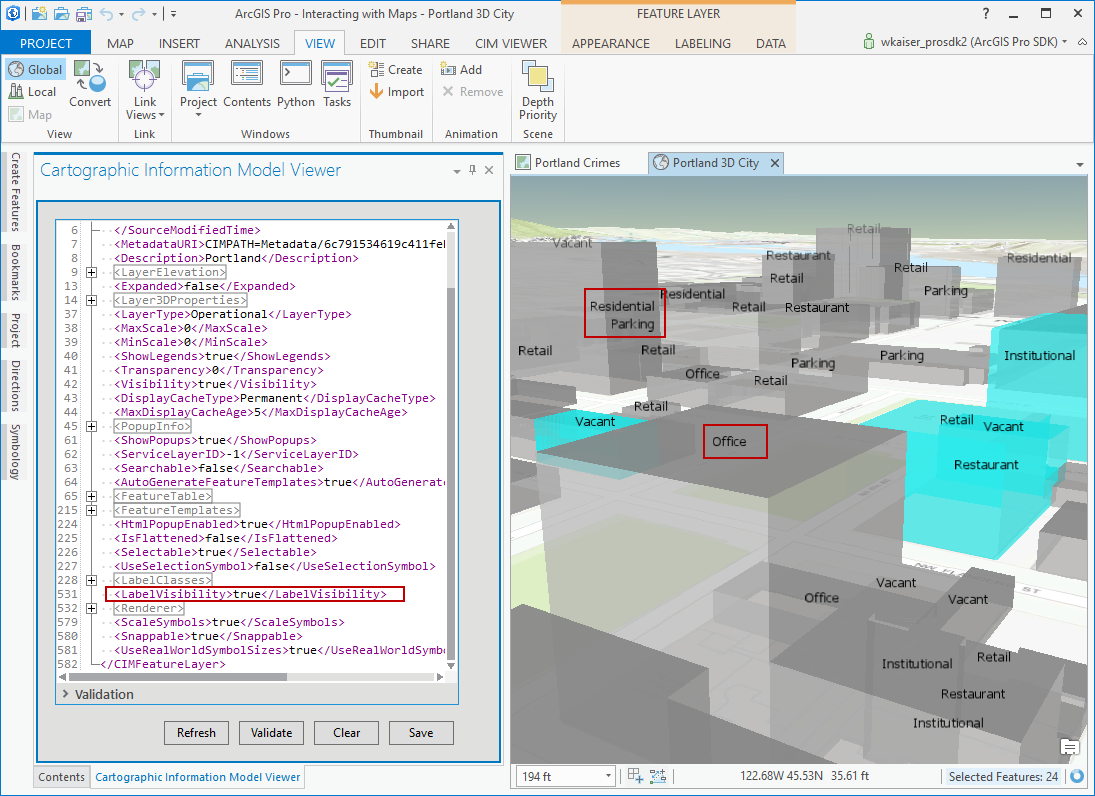 ArcGIS Pro - Interacting with Maps - Portland 3D City
FEATURE LAYER
?
PROJECT MAP INSERT ANALYSIS VIEW EDIT SHARE CIM VIEWER APPEARANCE LABELING DATA
wkaiser_prosdk2 (ArcGIS Pro SDK)
Global
Local
Map
Convert
View
Link
Views
Link
Project
Contents
Python
Tasks
Windows
Create
Import
Thumbnail
Add
Remove
Animation
Depth
Priority
Scene
Create Features
Bookmarks
Project
Directions
Symbology
Cartographic Information Model Viewer
6 </SourceModifiedTime>
7 <MetadataURI>CIMPATH=Metadata/6c791534619c411fe
8 <Description>Portland</Description>
9 <LayerElevation>
13 <Expanded>false</Expanded>
14 <Layer3DProperties>
37 <LayerType>Operational</LayerType>
38 <MaxScale>0</MaxScale>
39 <MinScale>0</MinScale>
40 <ShowLegends>true</ShowLegends>
41 <Transparency>0</Transparency>
42 <Visibility>true</Visibility>
43 <DisplayCacheType>Permanent</DisplayCacheType>
44 <MaxDisplayCacheAge>5</MaxDisplayCacheAge>
45 <PopupInfo>
61 <ShowPopups>true</ShowPopups>
62 <ServiceLayerID>-1</ServiceLayerID>
63 <Searchable>false</Searchable>
64 <AutoGenerateFeatureTemplates>true</AutoGenerat
65 <FeatureTable>
215 <FeatureTemplates>
224 <HtmlPopupEnabled>true</HtmlPopupEnabled>
225 <IsFlattened>false</IsFlattened>
226 <Selectable>true</Selectable>
227 <UseSelectionSymbol>false</UseSelectionSymbol>
228 <LabelClasses>
531 <LabelVisibility>true</LabelVisibility>
532 <Renderer>
579 <ScaleSymbols>true</ScaleSymbols>
580 <Snappable>true</Snappable>
581 <UseRealWorldSymbolSizes>true</UseRealWorldSymb
582 </CIMFeatureLayer>
Validation
Refresh Validate Clear Save
Contents Cartographic Information Model Viewer
Portland Crimes Portland 3D City
Retail
Vacant
Restaurant
Residential
Retail
Retail
Parking
Residential
Residential
Retail
Restaurant
Parking
Retail
Retail
Parking
Parking
Institutional
Office
Retail
Retail
Vacant
Retail
Vacant
Office
Restaurant
Vacant
Office
Vacant
Retail
Institutional
Restaurant
Institutional
194 ft
122.68W 45.53N 35.61 ft
Selected Features: 24